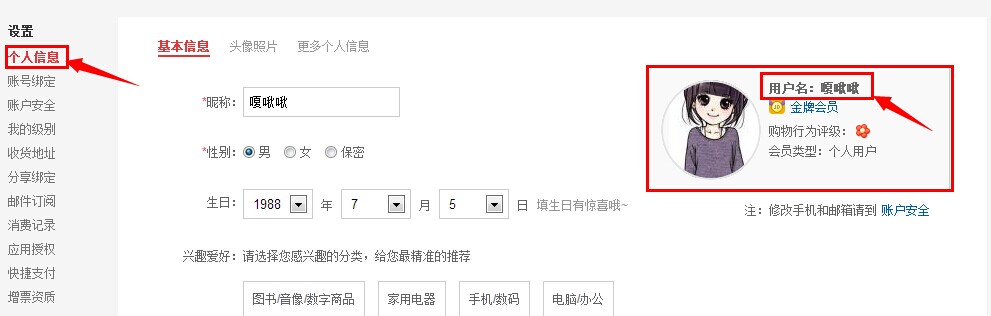 设置
个人信息
账号绑定
账户安全
我的级别
收货地址
分享绑定
邮件订阅
消费记录
应用授权
快捷支付
增票资质
基本信息 头像照片 更多个人信息
*昵称: 嘎啾啾
*性别: 男 女 保密
生日: 1988 年 7 月 5 日 填生日有惊喜哦~
兴趣爱好: 请选择您感兴趣的分类,给您最精准的推荐
图书/音像/数字商品 家用电器 手机/数码 电脑/办公
用户名: 嘎啾啾
JD 金牌会员
购物行为评级:
会员类型: 个人用户
注: 修改手机和邮箱请到 账户安全